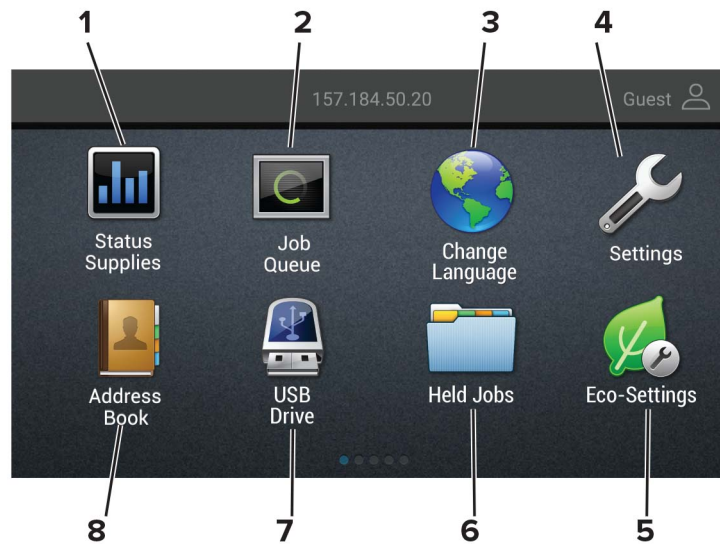 1 2 3 4
157.184.50.20 Guest
Status
Supplies
Job
Queue
Change
Language
Settings
Address
Book
USB
Drive
Held Jobs
Eco-Settings
8 7 6 5